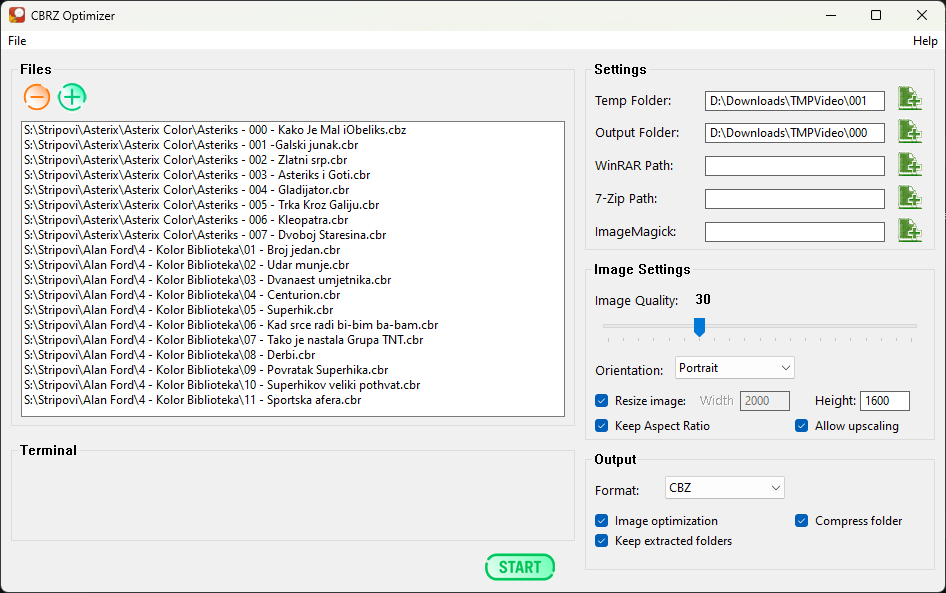 CBRZ Optimizer
File
Help
Files
S:\Stripovi\Asterix\Asterix Color\Asteriks - 000 - Kako Je Mal iObeliks.cbz
S:\Stripovi\Asterix\Asterix Color\Asteriks - 001 -Galski junak.cbr
S:\Stripovi\Asterix\Asterix Color\Asteriks - 002 - Zlatni srp.cbr
S:\Stripovi\Asterix\Asterix Color\Asteriks - 003 - Asteriks i Goti.cbr
S:\Stripovi\Asterix\Asterix Color\Asteriks - 004 - Gladijator.cbr
S:\Stripovi\Asterix\Asterix Color\Asteriks - 005 - Trka Kroz Galiju.cbr
S:\Stripovi\Asterix\Asterix Color\Asteriks - 006 - Kleopatra.cbr
S:\Stripovi\Asterix\Asterix Color\Asteriks - 007 - Dvoboj Staresina.cbr
S:\Stripovi\Alan Ford\4 - Kolor Biblioteka\01 - Broj jedan.cbr
S:\Stripovi\Alan Ford\4 - Kolor Biblioteka\02 - Udar munje.cbr
S:\Stripovi\Alan Ford\4 - Kolor Biblioteka\03 - Dvanaest umjetnika.cbr
S:\Stripovi\Alan Ford\4 - Kolor Biblioteka\04 - Centurion.cbr
S:\Stripovi\Alan Ford\4 - Kolor Biblioteka\05 - Superhik.cbr
S:\Stripovi\Alan Ford\4 - Kolor Biblioteka\06 - Kad srce radi bi-bim ba-bam.cbr
S:\Stripovi\Alan Ford\4 - Kolor Biblioteka\07 - Tako je nastala Grupa TNT.cbr
S:\Stripovi\Alan Ford\4 - Kolor Biblioteka\08 - Derbi.cbr
S:\Stripovi\Alan Ford\4 - Kolor Biblioteka\09 - Povratak Superhika.cbr
S:\Stripovi\Alan Ford\4 - Kolor Biblioteka\10 - Superhikov veliki pothvat.cbr
S:\Stripovi\Alan Ford\4 - Kolor Biblioteka\11 - Sportska afera.cbr
Terminal
START
Settings
Temp Folder: D:\Downloads\TMPVideo\001
Output Folder: D:\Downloads\TMPVideo\000
WinRAR Path:
7-Zip Path:
ImageMagick:
Image Settings
Image Quality: 30
Orientation: Portrait
Resize image: Width 2000 Height: 1600
Keep Aspect Ratio Allow upscaling
Output
Format: CBZ
Image optimization Compress folder
Keep extracted folders